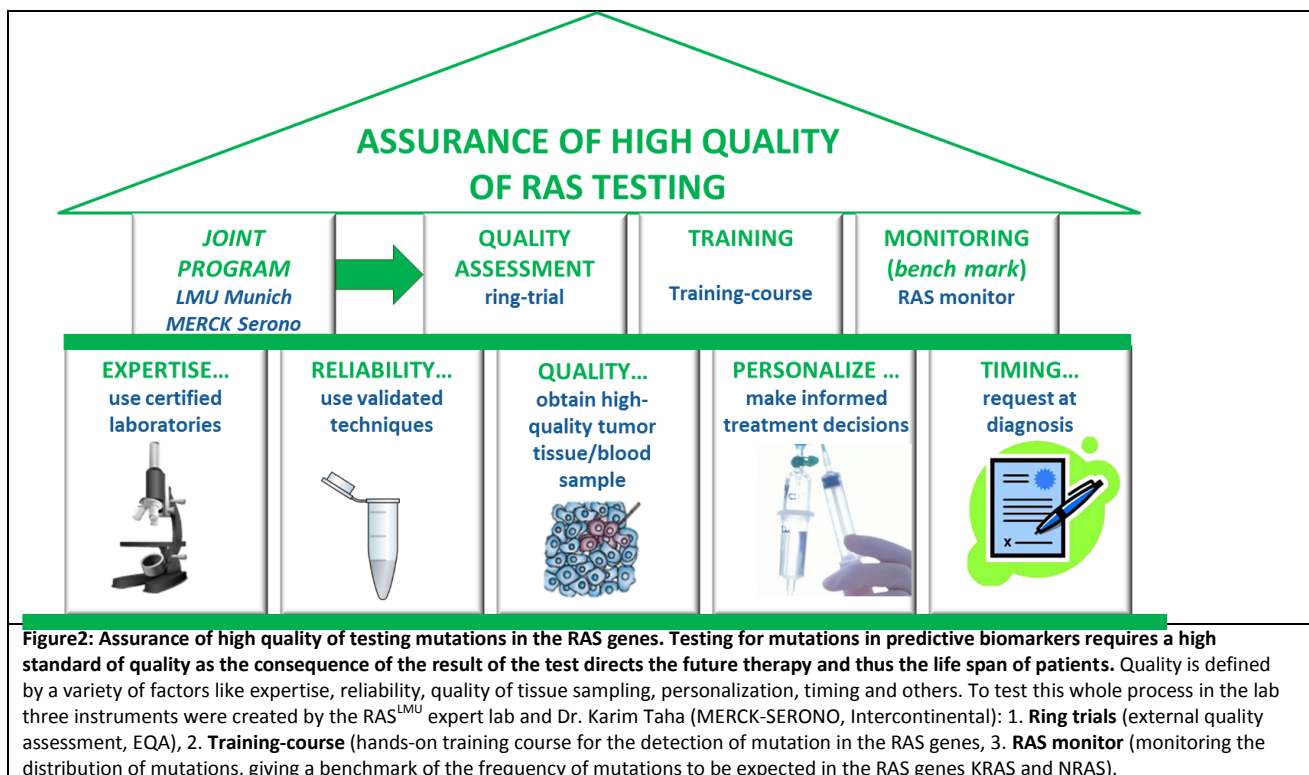 ASSURANCE OF HIGH QUALITY
OF RAS TESTING
JOINT
PROGRAM
LMU Munich
MERCK Serono
QUALITY
ASSESSMENT
ring-trial
TRAINING
Training-course
MONITORING
(bench mark)
RAS monitor
EXPERTISE...
use certified
laboratories
RELIABILITY...
use validated
techniques
QUALITY...
obtain high-
quality tumor
tissue/blood
sample
PERSONALIZE ...
make informed
treatment decisions
TIMING...
request at
diagnosis
x
Figure2: Assurance of high quality of testing mutations in the RAS genes. Testing for mutations in predictive biomarkers requires a high
standard of quality as the consequence of the result of the test directs the future therapy and thus the life span of patients. Quality is defined
by a variety of factors like expertise, reliability, quality of tissue sampling, personalization, timing and others. To test this whole process in the lab
three instruments were created by the RAS^LMU expert lab and Dr. Karim Taha (MERCK-SERONO, Intercontinental): 1. Ring trials (external quality
assessment, EQA), 2. Training-course (hands-on training course for the detection of mutation in the RAS genes, 3. RAS monitor (monitoring the
distribution of mutations, giving a benchmark of the frequency of mutations to be expected in the RAS genes KRAS and NRAS).